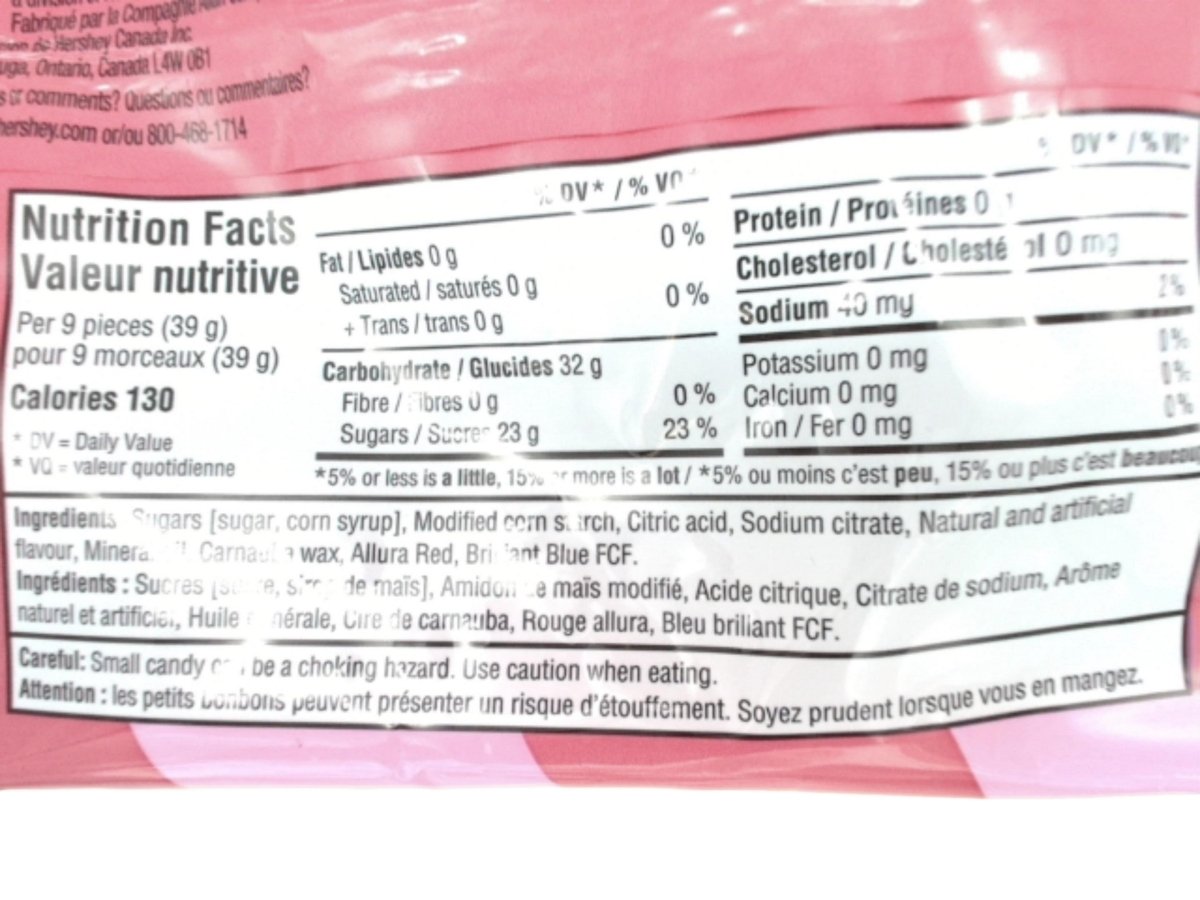 Fabriqué par la Compagnie
de Hershey Canada Inc.
Ontario, Canada L4W 0B1
or comments? Questions ou commentaires?
hershey.com or/ou 800-468-1714
Nutrition Facts
Valeur nutritive
Per 9 pieces (39 g)
pour 9 morceaux (39 g)
Calories 130
* DV = Daily Value
* VQ = valeur quotidienne
% DV* / % VQ*
Fat / Lipides 0 g 0 %
Saturated / saturés 0 g
+ Trans / trans 0 g 0 %
Carbohydrate / Glucides 32 g
Fibre / fibres 0 g 0 %
Sugars / Sucres 23 g 23 %
% DV* / % VQ*
Protein / Protéines 0
Cholesterol / Cholestérol 0 mg
Sodium 40 mg 2%
Potassium 0 mg 0%
Calcium 0 mg 0%
Iron / Fer 0 mg 0%
*5% or less is a little, 15% or more is a lot / *5% ou moins c'est peu, 15% ou plus c'est beaucoup
Ingredients Sugars [sugar, corn syrup], Modified corn starch, Citric acid, Sodium citrate, Natural and artificial
flavour, Mineral oil, Carnauba wax, Allura Red, Brilliant Blue FCF.
Ingrédients : Sucres [sucre, sirop de maïs], Amidon de maïs modifié, Acide citrique, Citrate de sodium, Arôme
naturel et artificiel, Huile minérale, Cire de carnauba, Rouge allura, Bleu brillant FCF.
Careful: Small candy can be a choking hazard. Use caution when eating.
Attention : les petits bonbons peuvent présenter un risque d'étouffement. Soyez prudent lorsque vous en mangez.